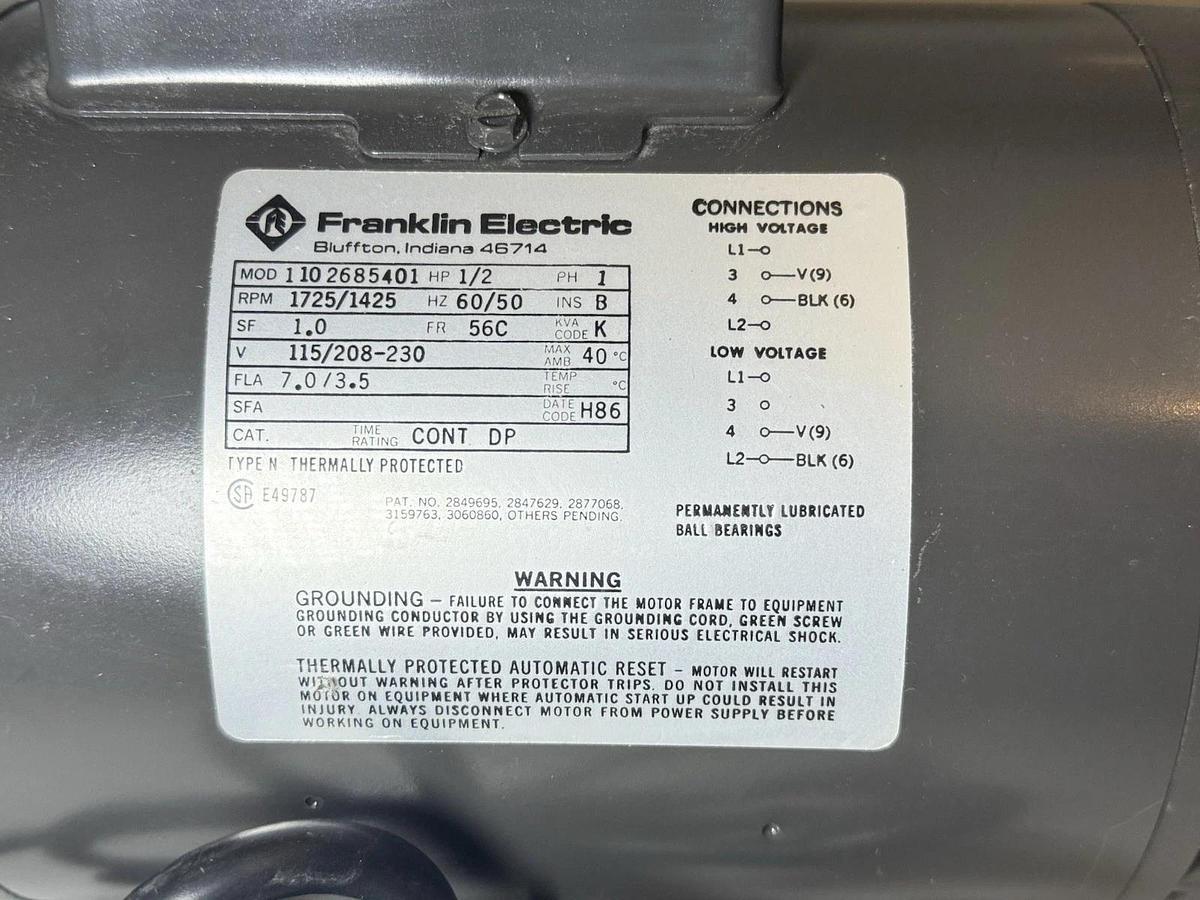 Franklin Electric
Bluffton, Indiana 46714
MOD 110 2685401 HP 1/2 PH 1
RPM 1725/1425 HZ 60/50 INS B
SF 1.0 FR 56C KVA CODE K
V 115/208-230 MAX AMB 40 °C
FLA 7.0/3.5 TEMP RISE °C
SFA DATE CODE H86
CAT. TIME RATING CONT DP
TYPE N THERMALLY PROTECTED
SA E49787
PAT. NO. 2849695, 2847629, 2877068,
3159763, 3060860, OTHERS PENDING.
CONNECTIONS
HIGH VOLTAGE
L1
3 V(9)
4 BLK (6)
L2
LOW VOLTAGE
L1
3
4 V(9)
L2 BLK (6)
PERMANENTLY LUBRICATED
BALL BEARINGS
WARNING
GROUNDING – FAILURE TO CONNECT THE MOTOR FRAME TO EQUIPMENT
GROUNDING CONDUCTOR BY USING THE GROUNDING CORD, GREEN SCREW
OR GREEN WIRE PROVIDED, MAY RESULT IN SERIOUS ELECTRICAL SHOCK.
THERMALLY PROTECTED AUTOMATIC RESET – MOTOR WILL RESTART
WITHOUT WARNING AFTER PROTECTOR TRIPS. DO NOT INSTALL THIS
MOTOR ON EQUIPMENT WHERE AUTOMATIC START UP COULD RESULT IN
INJURY. ALWAYS DISCONNECT MOTOR FROM POWER SUPPLY BEFORE
WORKING ON EQUIPMENT.